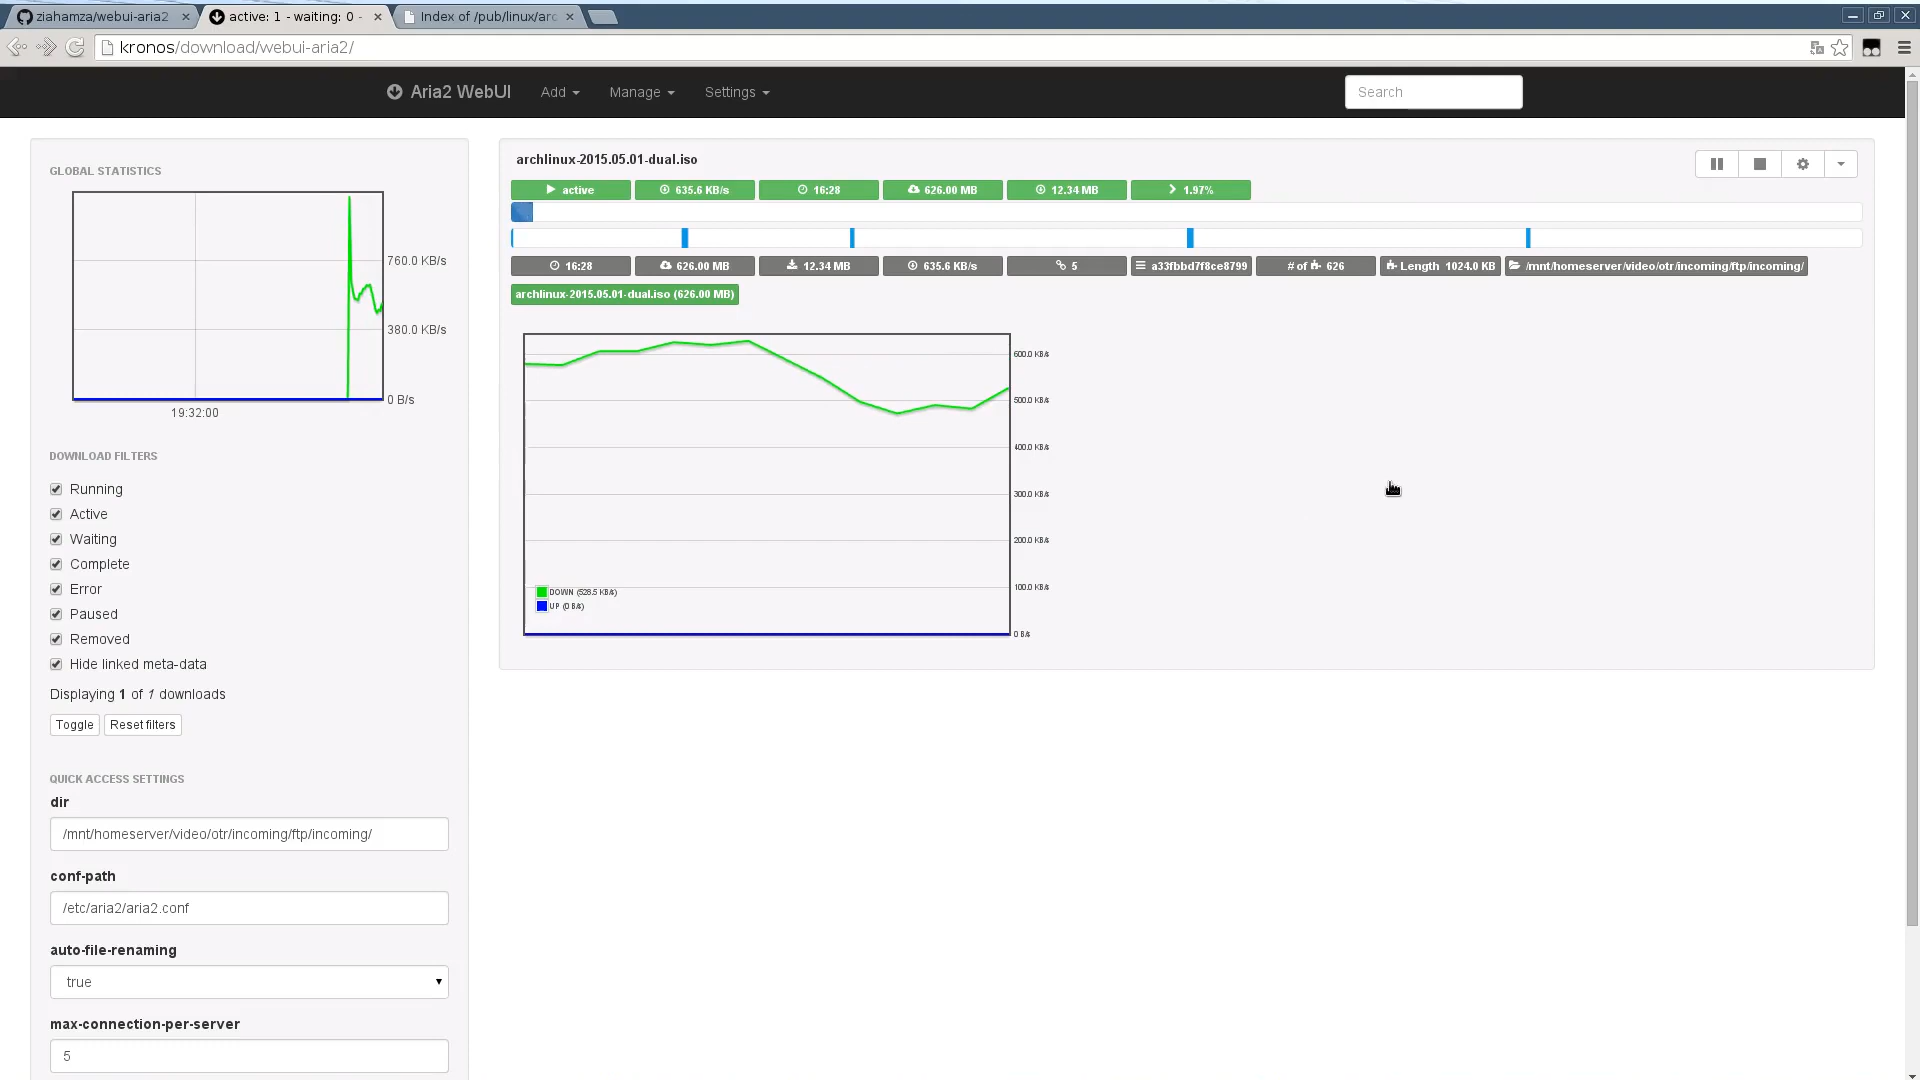 ziahamza/webui-aria2
active: 1 - waiting: 0 -
Index of /pub/linux/arc
kronos/download/webui-aria2/
Aria2 WebUI
Add
Manage
Settings
Search
GLOBAL STATISTICS
760.0 KB/s
380.0 KB/s
0 B/s
19:32:00
DOWNLOAD FILTERS
Running
Active
Waiting
Complete
Error
Paused
Removed
Hide linked meta-data
Displaying 1 of 1 downloads
Toggle
Reset filters
QUICK ACCESS SETTINGS
dir
/mnt/homeserver/video/otr/incoming/ftp/incoming/
conf-path
/etc/aria2/aria2.conf
auto-file-renaming
true
max-connection-per-server
5
archlinux-2015.05.01-dual.iso
active 635.6 KB/s 16:28 626.00 MB 12.34 MB 1.97%
16:28 626.00 MB 12.34 MB 635.6 KB/s 5 a33fbbd7f8ce8799 # of 626 Length 1024.0 KB /mnt/homeserver/video/otr/incoming/ftp/incoming/
archlinux-2015.05.01-dual.iso (626.00 MB)
600.0 KB/s
500.0 KB/s
400.0 KB/s
300.0 KB/s
200.0 KB/s
100.0 KB/s
0 B/s
DOWN (528.5 KB/s)
UP (0 B/s)